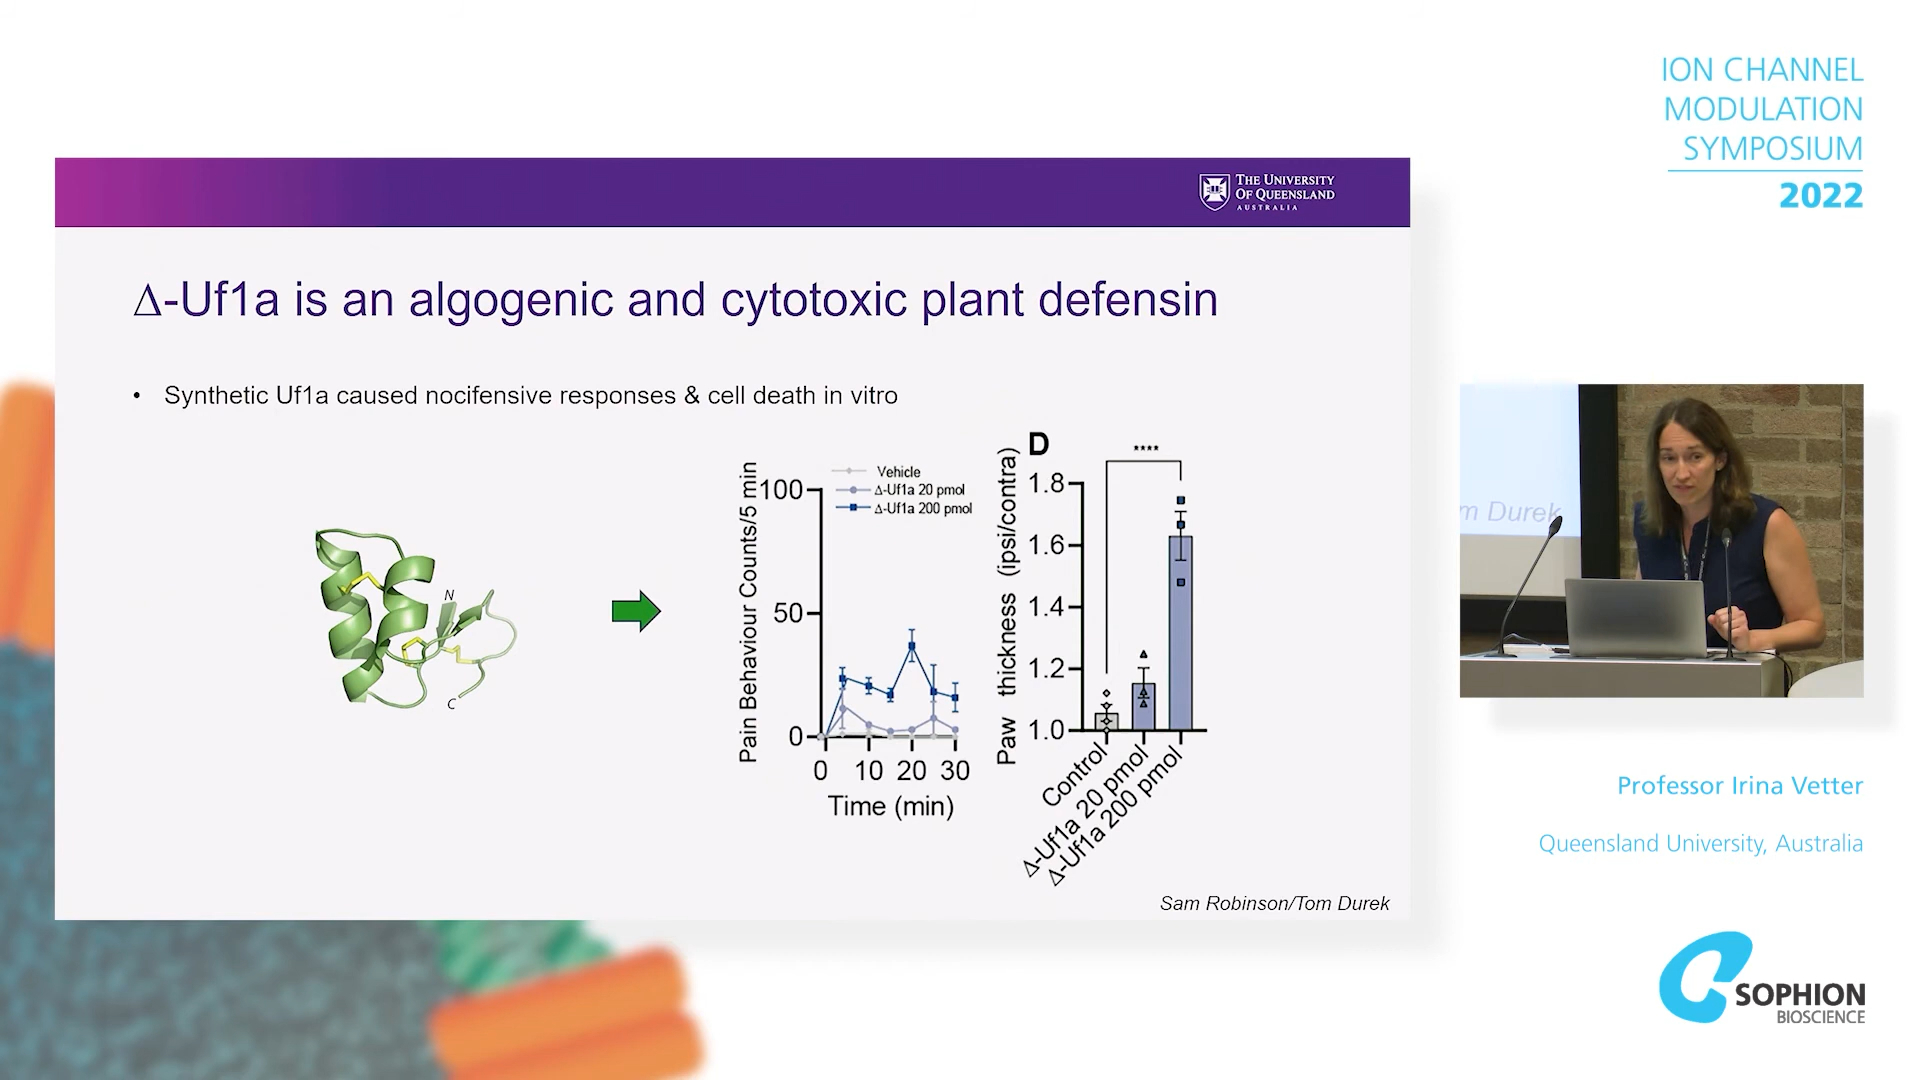 ION CHANNEL
MODULATION
SYMPOSIUM
2022
THE UNIVERSITY
OF QUEENSLAND
AUSTRALIA
Δ-Uf1a is an algogenic and cytotoxic plant defensin
• Synthetic Uf1a caused nocifensive responses & cell death in vitro
N
C
Pain Behaviour Counts/5 min
100
50
0
Vehicle
Δ-Uf1a 20 pmol
Δ-Uf1a 200 pmol
0 10 20 30
Time (min)
D
****
Paw thickness (ipsi/contra)
1.8
1.6
1.4
1.2
1.0
Control
Δ-Uf1a 20 pmol
Δ-Uf1a 200 pmol
Sam Robinson/Tom Durek
m Durek
Professor Irina Vetter
Queensland University, Australia
SOPHION
BIOSCIENCE